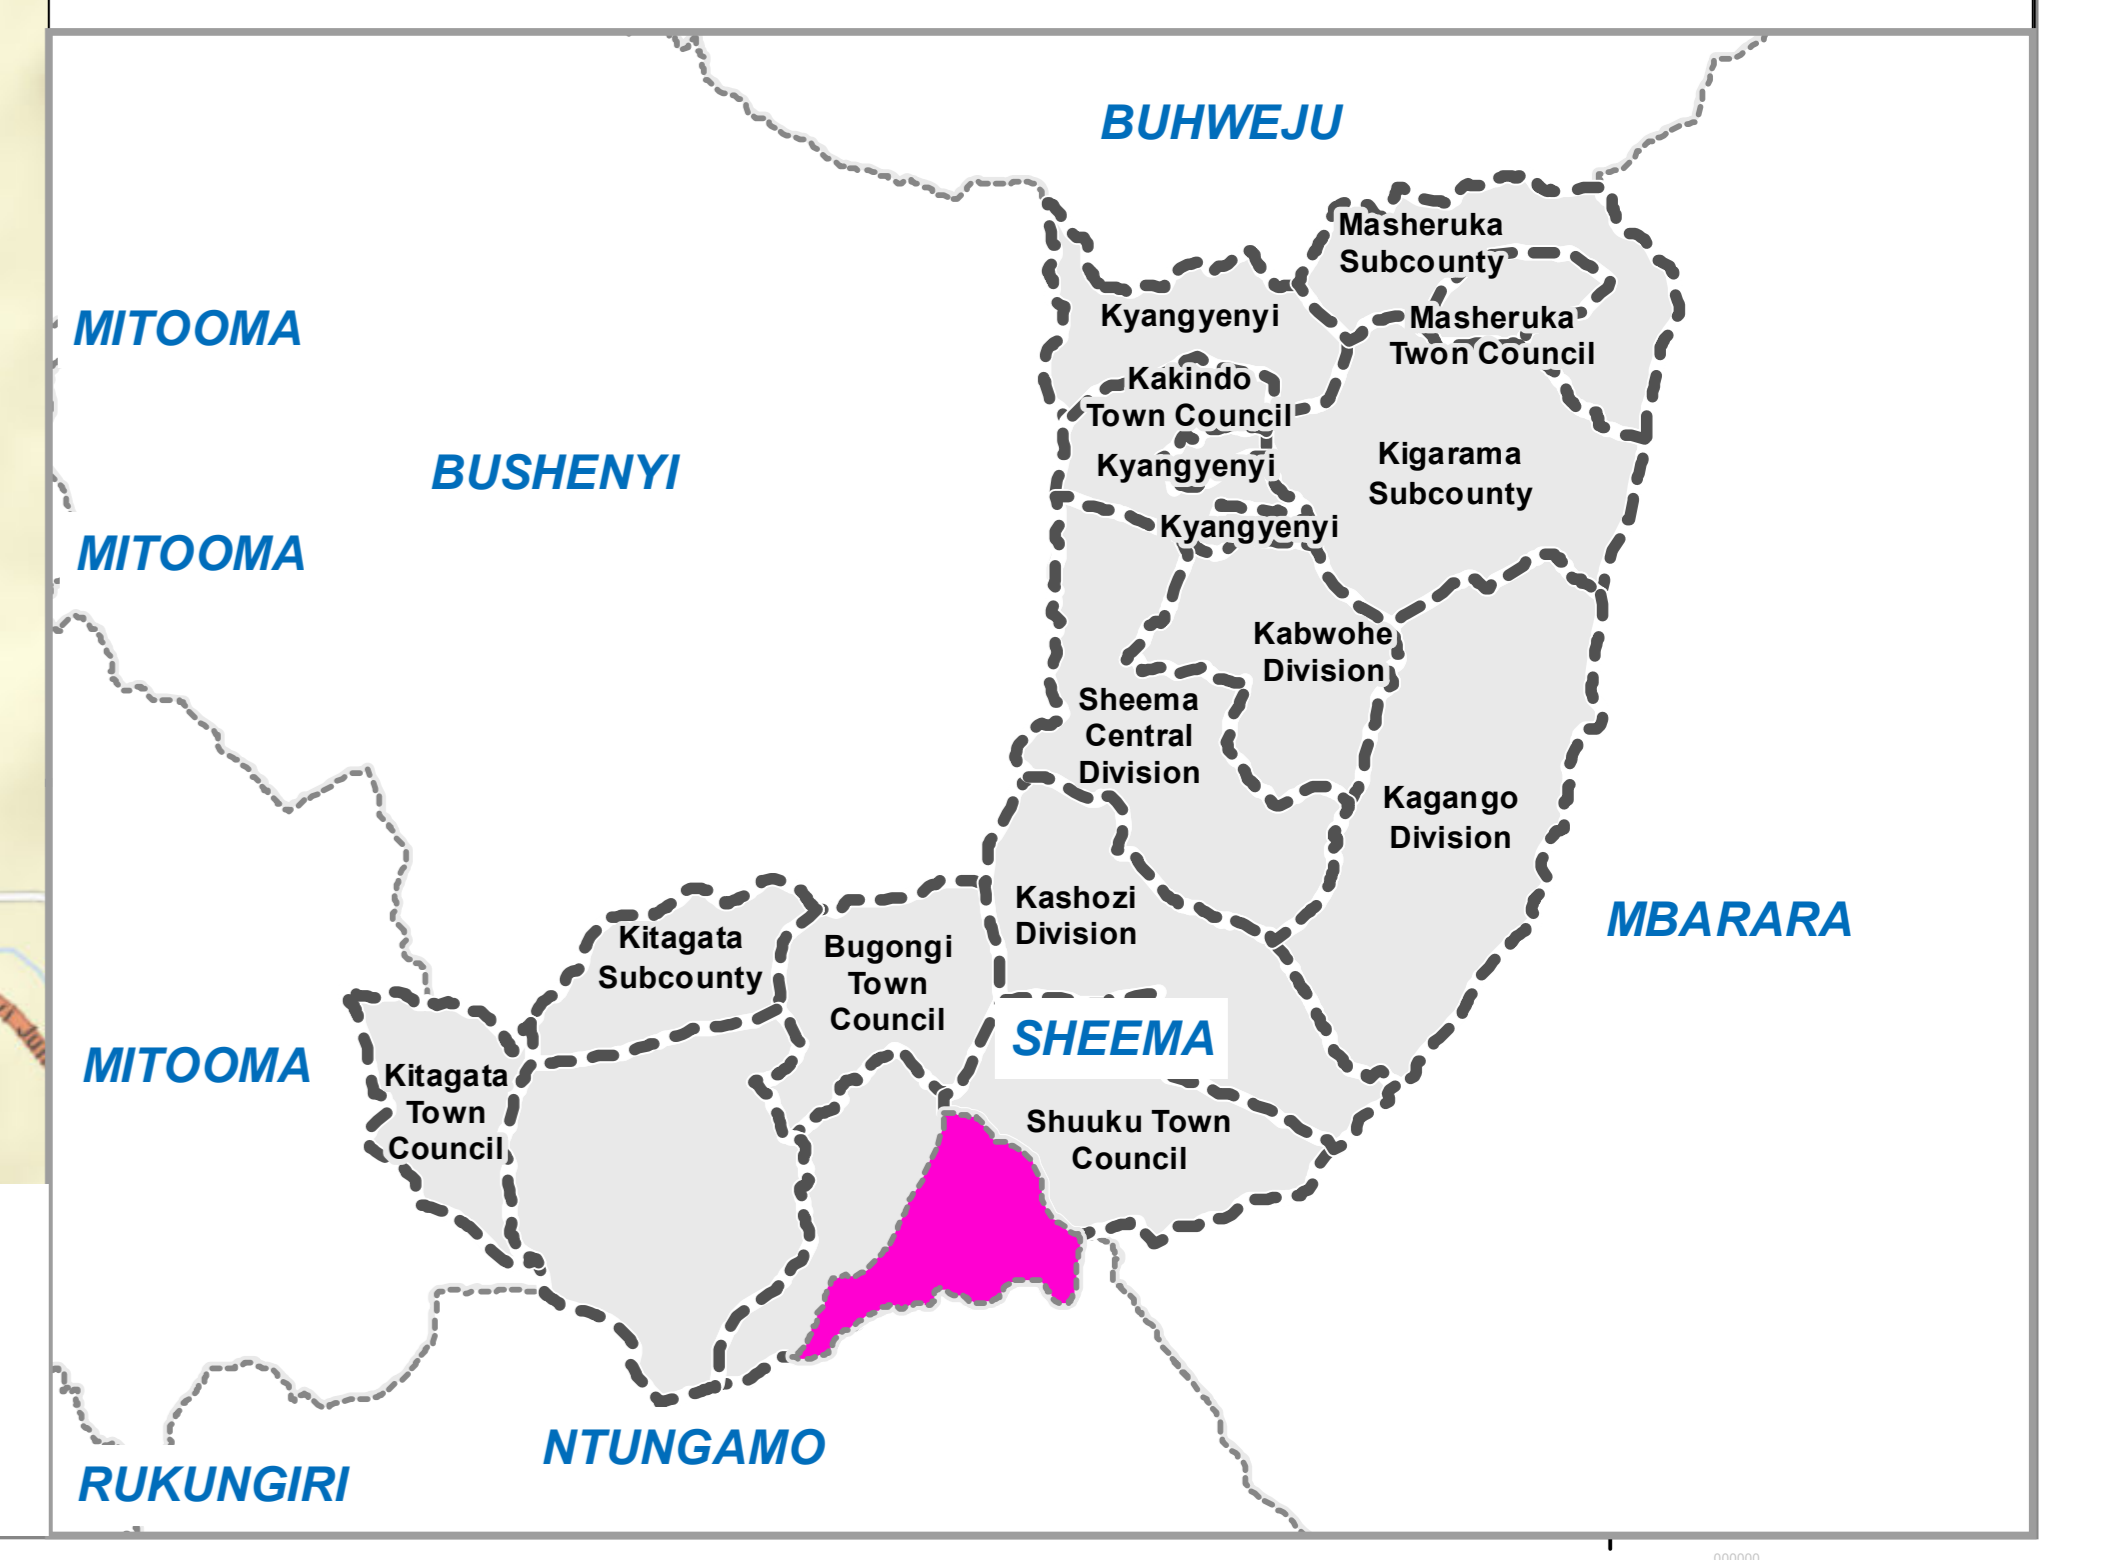 BUHWEJU
Masheruka
Subcounty
MITOOMA
Kyangyenyi
Masheruka
Twon Council
Kakindo
Town Council
BUSHENYI
Kyangyenyi
Kigarama
Subcounty
Kyangyenyi
MITOOMA
Kabwohe
Division
Sheema
Central
Division
Kagango
Division
Kashozi
Division
MBARARA
Kitagata
Subcounty
Bugongi
Town
Council
SHEEMA
MITOOMA
Kitagata
Town
Council
Shuuku Town
Council
NTUNGAMO
RUKUNGIRI